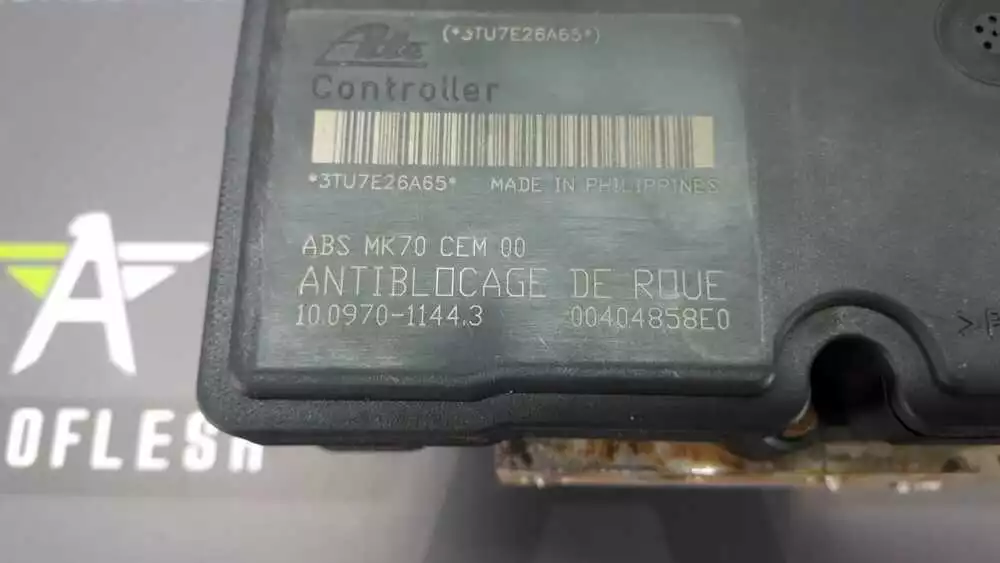 Ate
(*3TU7E26A65*)
Controller
*3TU7E26A65* MADE IN PHILIPPINES
ABS MK70 CEM 00
ANTIBLOCAGE DE ROUE
10.0970-1144.3 00404858E0
OFLESH